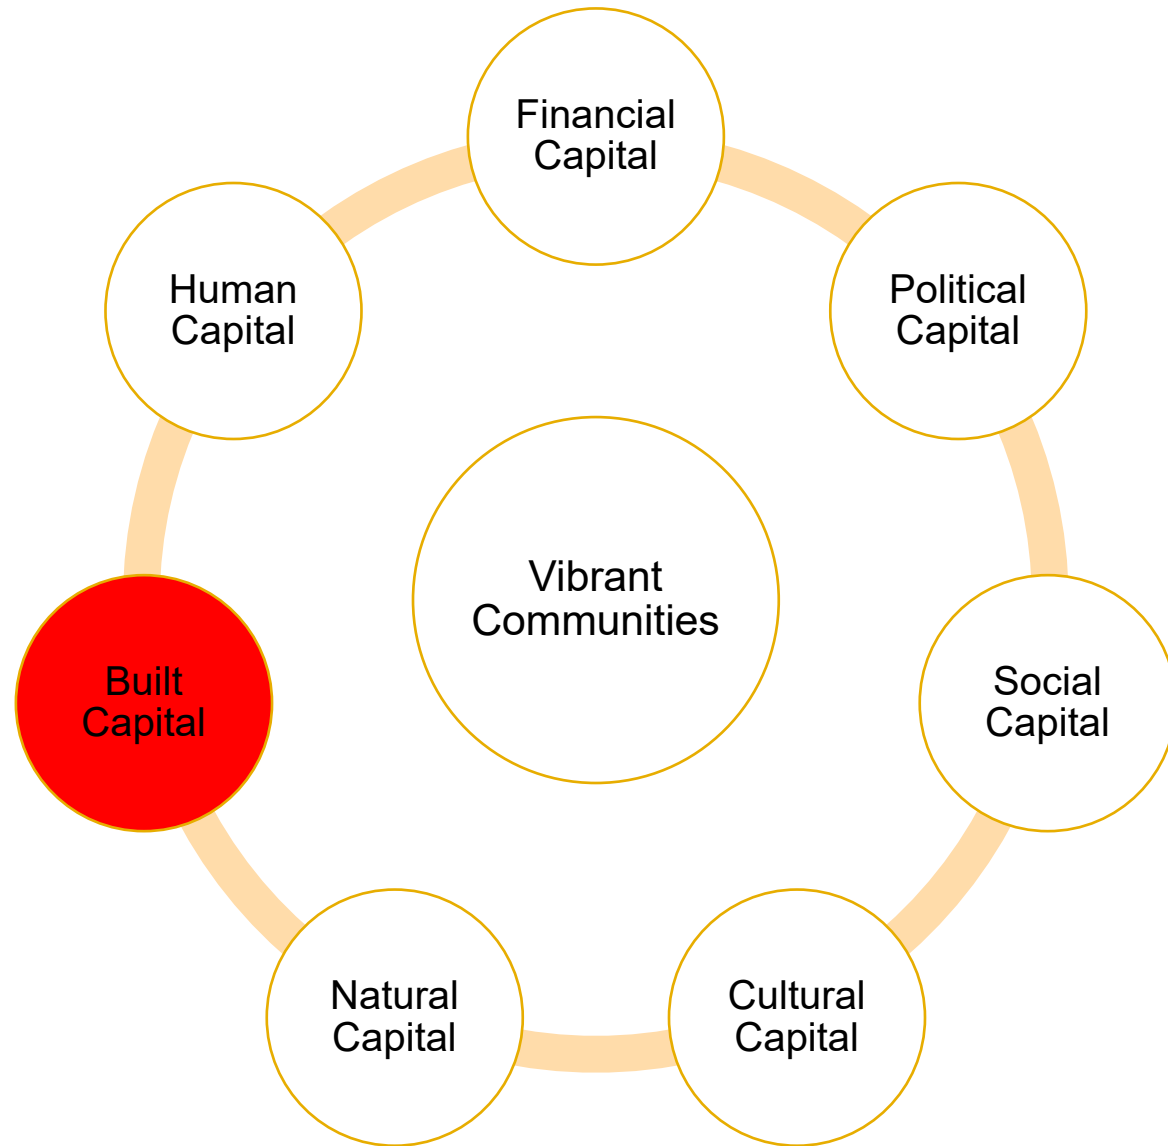 Financial
Capital
Human
Capital
Political
Capital
Vibrant
Communities
Built
Capital
Social
Capital
Natural
Capital
Cultural
Capital